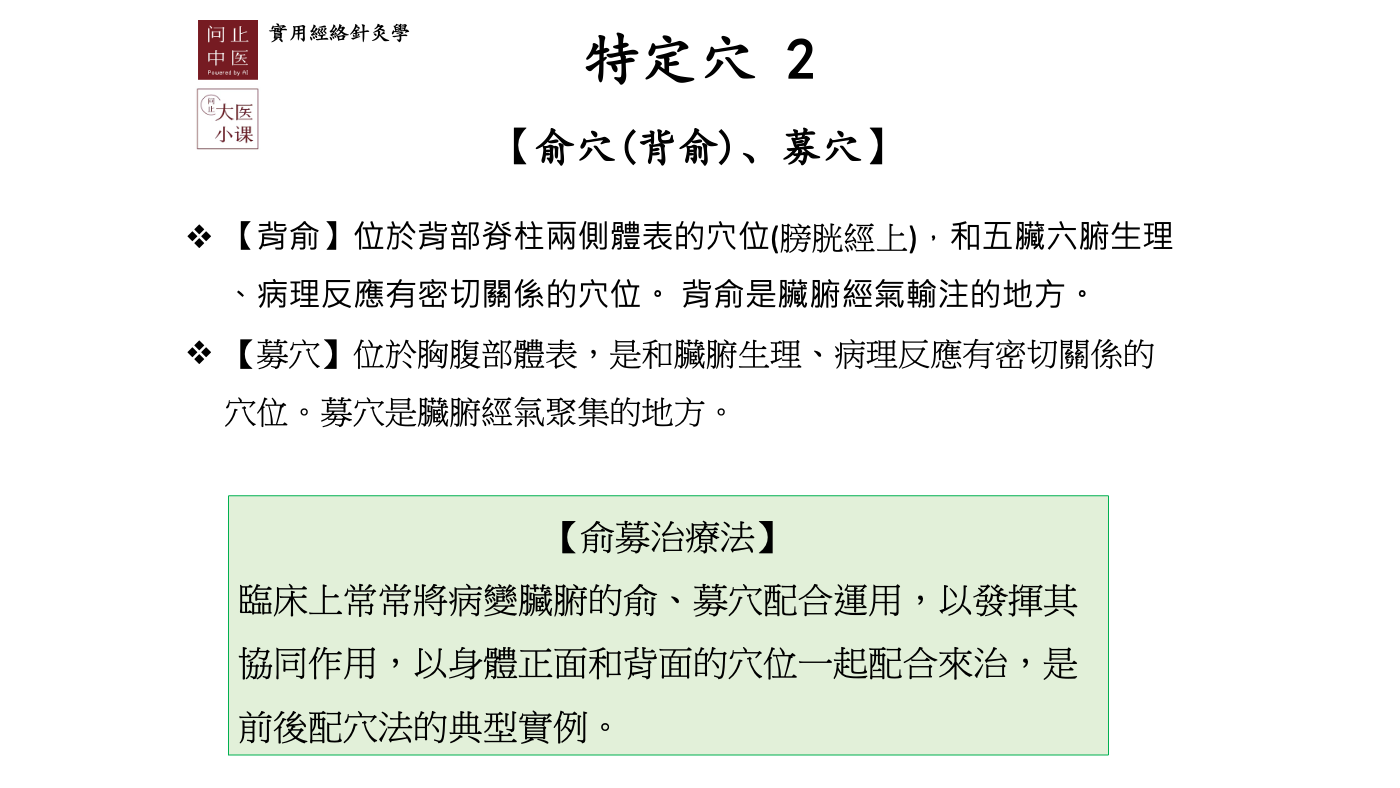 问止
中医
Powered by AI
實用經絡針灸學
问
止
大医
小课
特定穴 2
【俞穴(背俞)、募穴】
❖ 【背俞】位於背部脊柱兩側體表的穴位(膀胱經上)，和五臟六腑生理
、病理反應有密切關係的穴位。 背俞是臟腑經氣輸注的地方。
❖ 【募穴】位於胸腹部體表，是和臟腑生理、病理反應有密切關係的
穴位。募穴是臟腑經氣聚集的地方。
【俞募治療法】
臨床上常常將病變臟腑的俞、募穴配合運用，以發揮其
協同作用，以身體正面和背面的穴位一起配合來治，是
前後配穴法的典型實例。